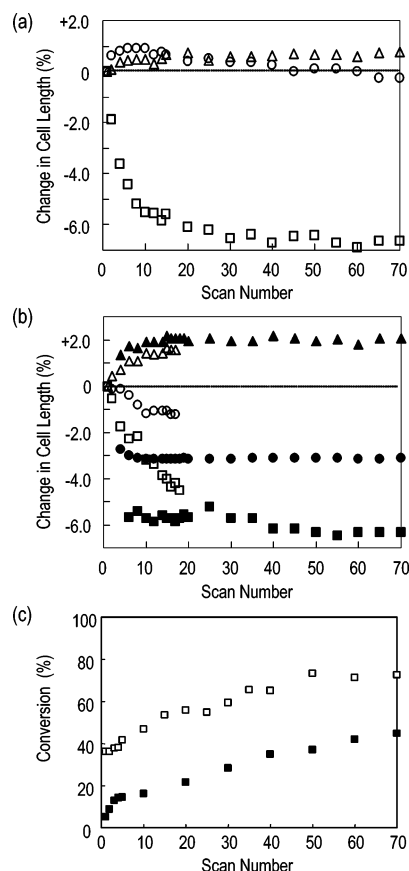 (a)
+2.0
0
-2.0
-4.0
-6.0
Change in Cell Length (%)
0 10 20 30 40 50 60 70
Scan Number
(b)
+2.0
0
-2.0
-4.0
-6.0
Change in Cell Length (%)
0 10 20 30 40 50 60 70
Scan Number
(c)
100
80
60
40
20
0
Conversion (%)
0 10 20 30 40 50 60 70
Scan Number